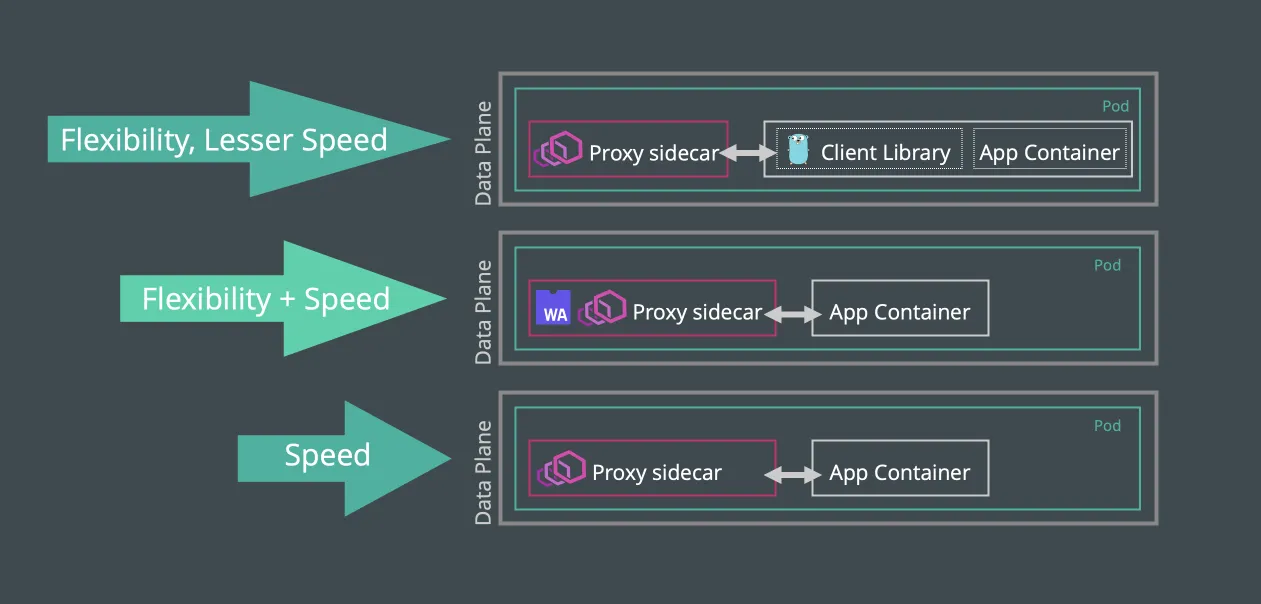 Flexibility, Lesser Speed
Data Plane
Pod
Proxy sidecar
Client Library
App Container
Flexibility + Speed
Data Plane
Pod
WA
Proxy sidecar
App Container
Speed
Data Plane
Pod
Proxy sidecar
App Container